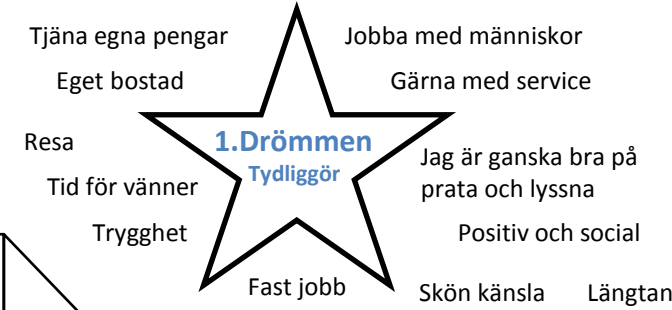 Tjäna egna pengar
Jobba med människor
Eget bostad
Gärna med service
1.Drömmen
Tydliggör
Resa
Tid för vänner
Jag är ganska bra på
prata och lyssna
Trygghet
Positiv och social
Fast jobb
Skön känsla
Längtan